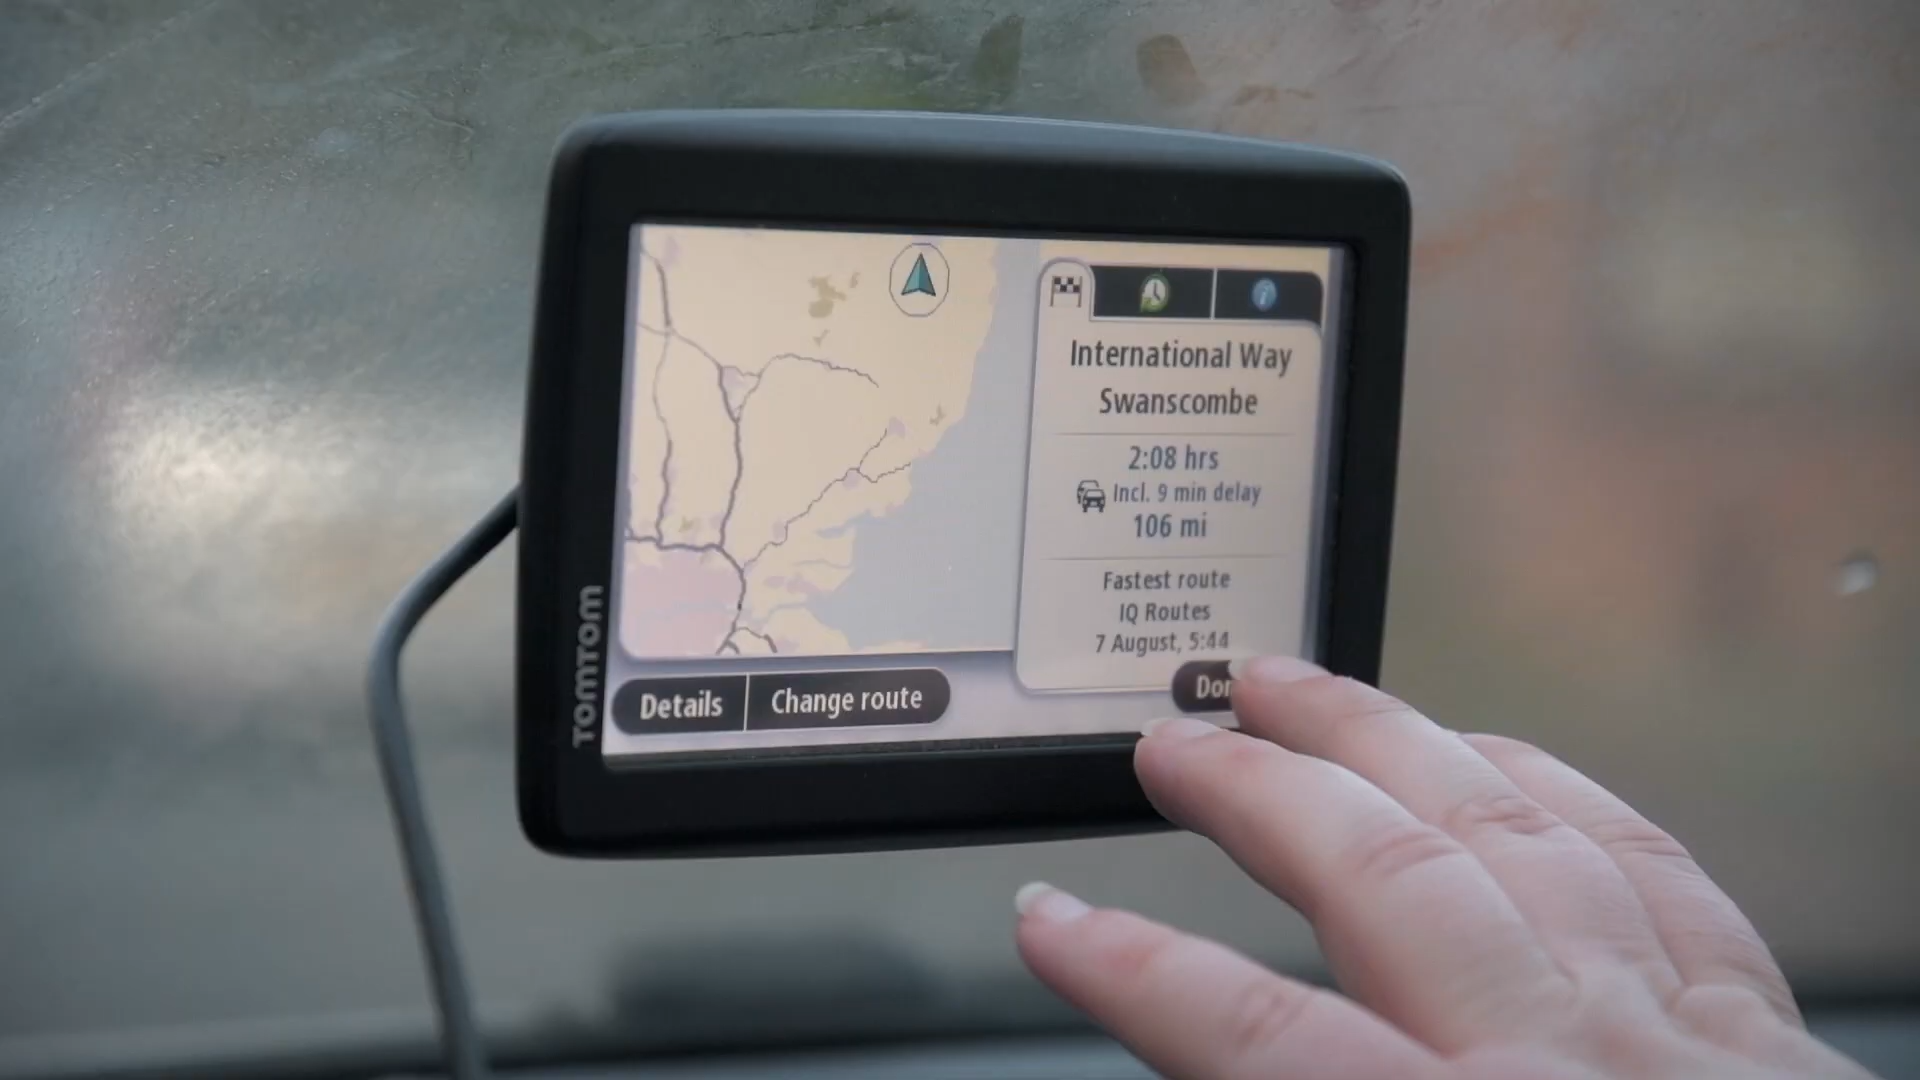 International Way
Swanscombe
2:08 hrs
Incl. 9 min delay
106 mi
Fastest route
IQ Routes
7 August, 5:44
Details
Change route
TOMTOM